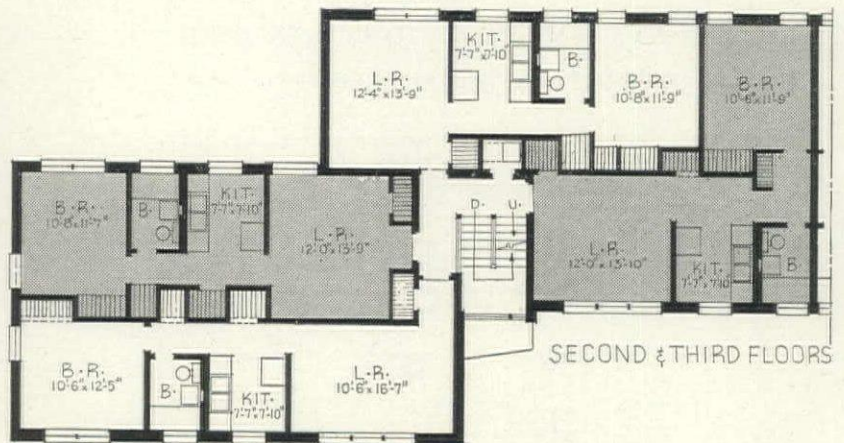 L·R·
12'-4" x 13'-9"
KIT·
7'-7" x 7'-10"
B·
B·R·
10'-8" x 11'-9"
B·R·
10'-6" x 11'-9"
B·R·
10'-8" x 11'-7"
B·
KIT·
7'-7" x 7'-10"
L·R·
12'-0" x 13'-9"
D·
U·
L·R·
12'-0" x 13'-10"
KIT·
7'-7" x 7'-10"
B·
B·R·
10'-6" x 12'-5"
B·
KIT·
7'-7" x 7'-10"
L·R·
10'-6" x 16'-7"
SECOND & THIRD FLOORS